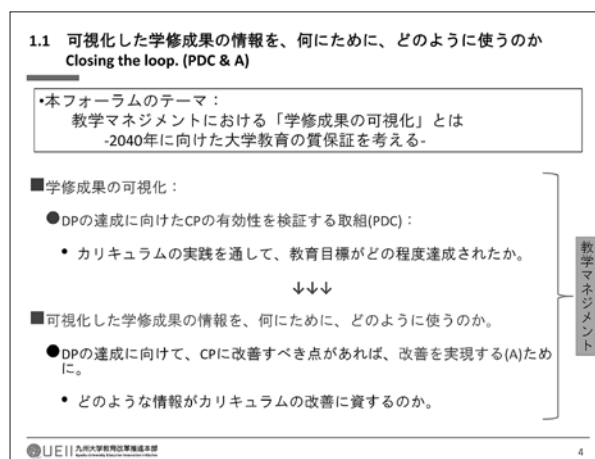 1.1 可視化した学修成果の情報を、何にために、どのように使うのか
Closing the loop. (PDC & A)
•本フォーラムのテーマ：
教学マネジメントにおける「学修成果の可視化」とは
-2040年に向けた大学教育の質保証を考える-
■学修成果の可視化：
●DPの達成に向けたCPの有効性を検証する取組(PDC)：
• カリキュラムの実践を通して、教育目標がどの程度達成されたか。
↓↓↓
■可視化した学修成果の情報を、何にために、どのように使うのか。
●DPの達成に向けて、CPに改善すべき点があれば、改善を実現する(A)ため
に。
• どのような情報がカリキュラムの改善に資するのか。
教学マネジメント
UEII 九州大学教育改革推進本部
4